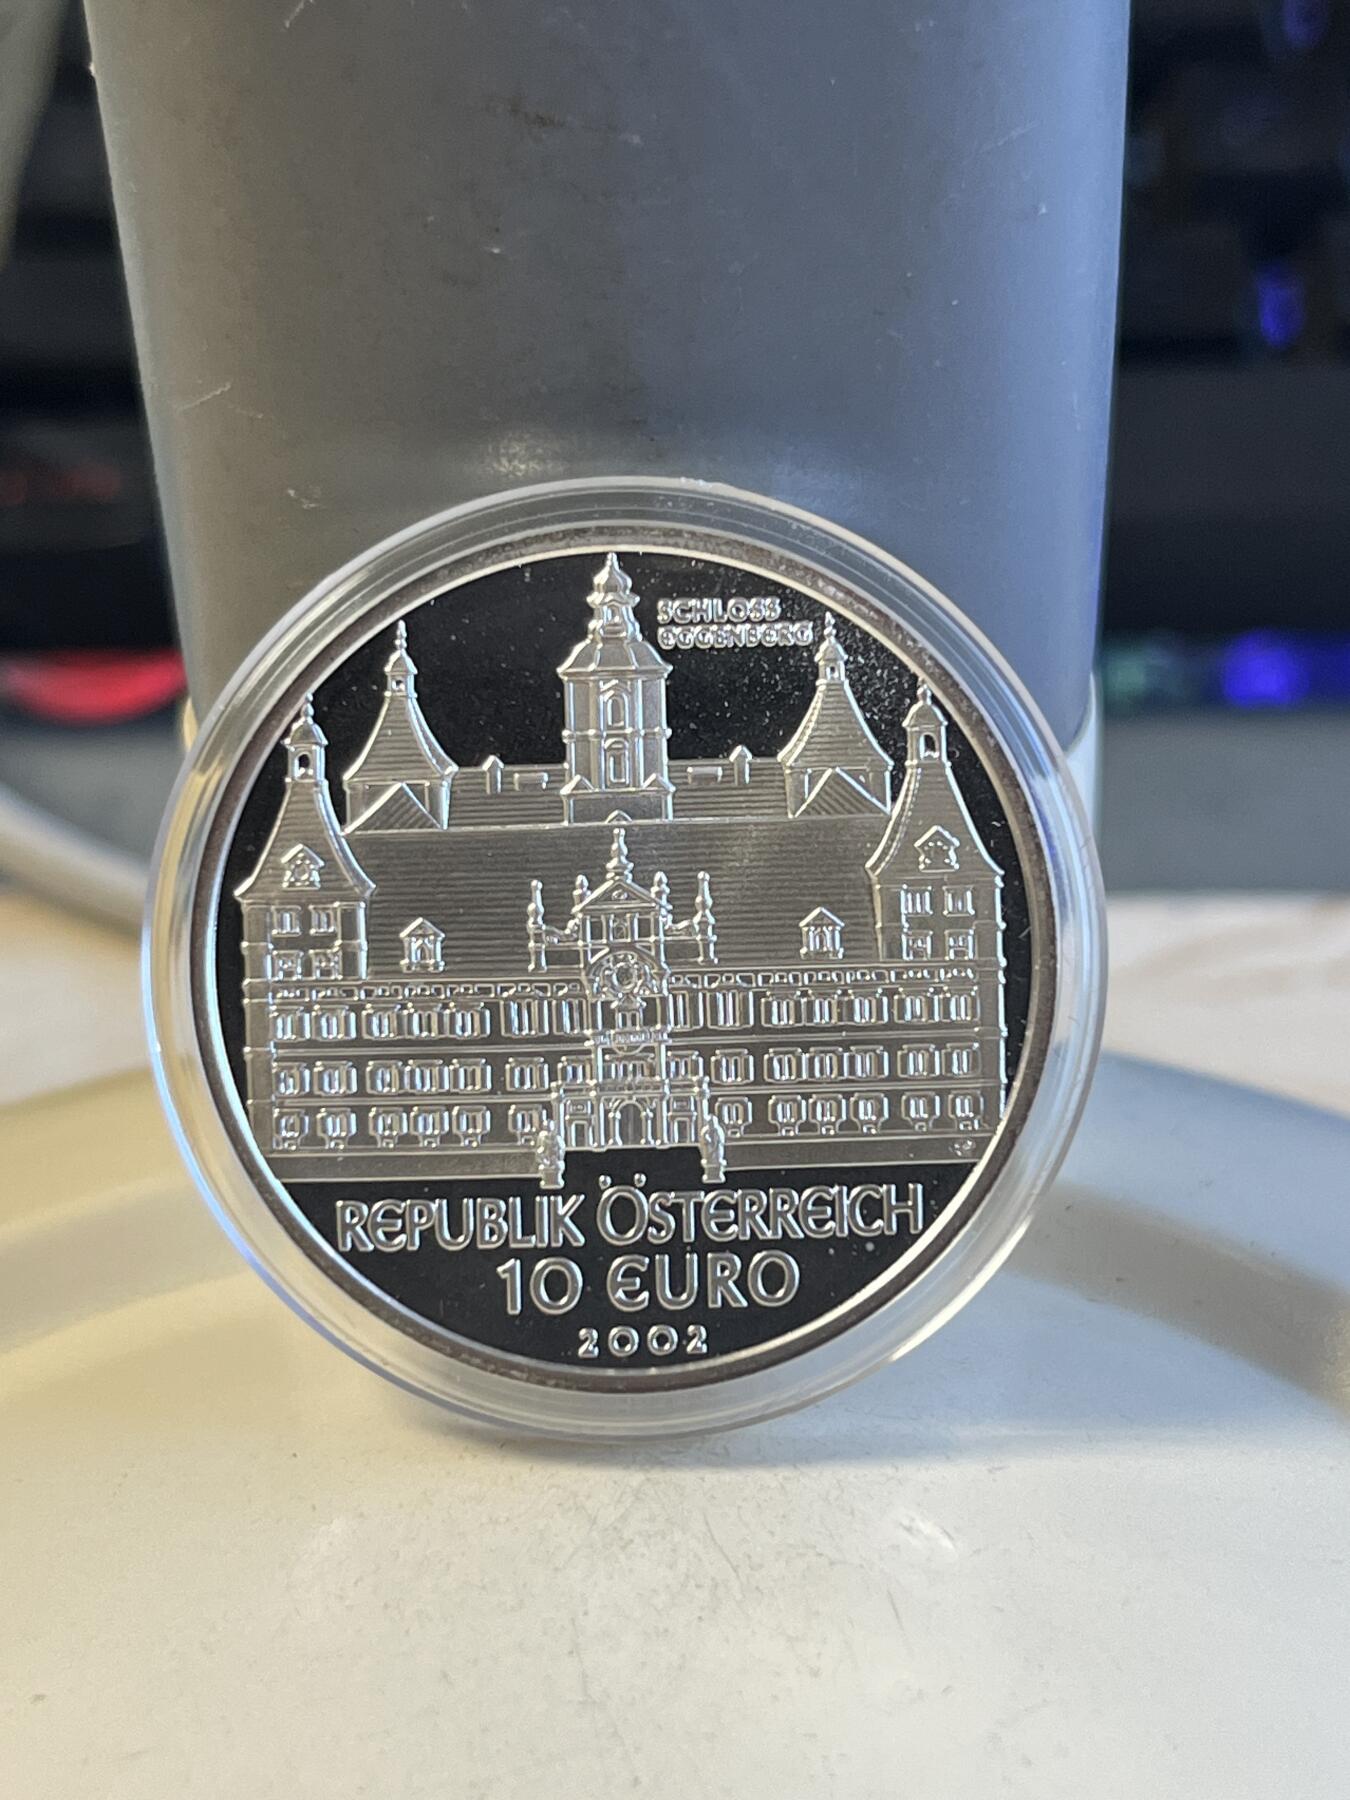 SCHLOSS
EGGENBERG
REPUBLIK ÖSTERREICH
10 EURO
2002